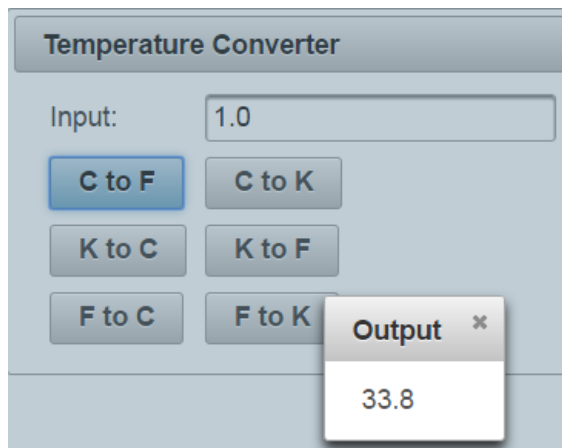 Temperature Converter
Input: 1.0
C to F C to K
K to C K to F
F to C F to K
Output
33.8